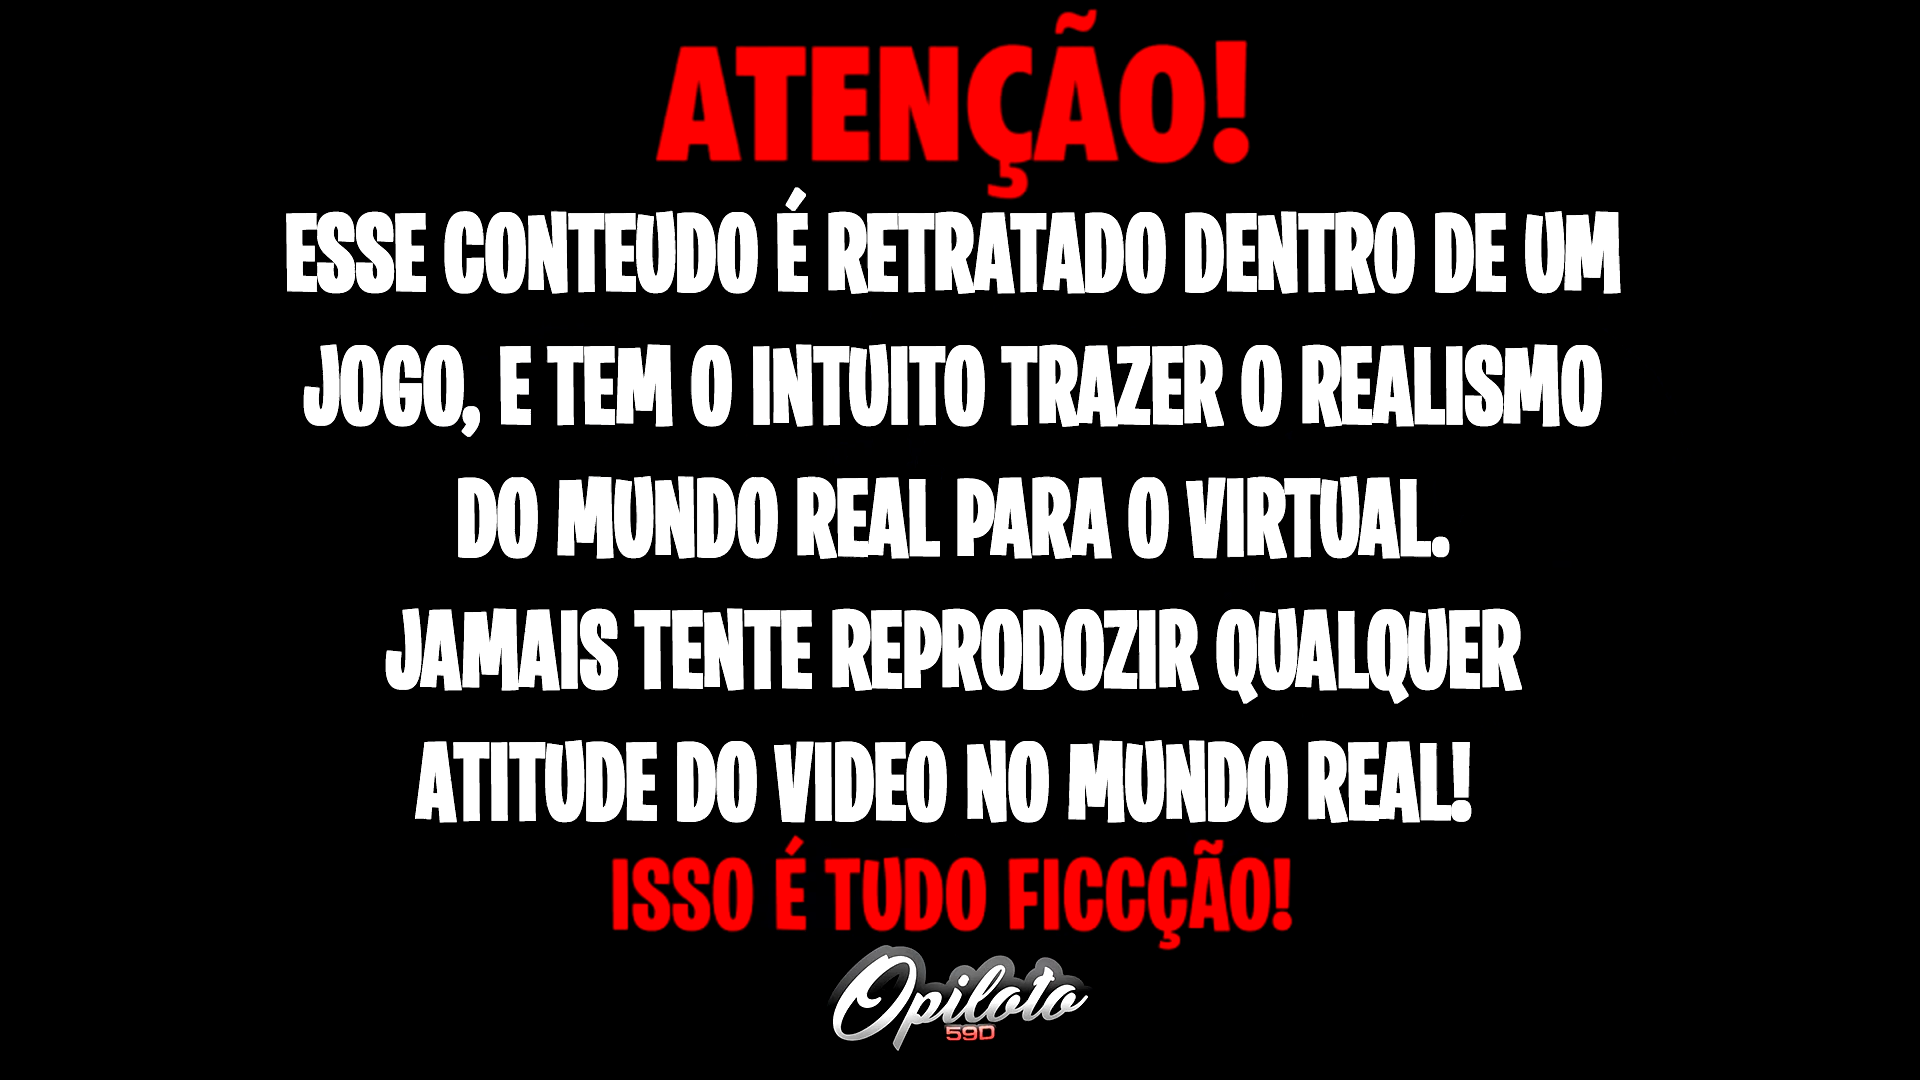 ATENÇÃO!
ESSE CONTEUDO É RETRATADO DENTRO DE UM
JOGO, E TEM O INTUITO TRAZER O REALISMO
DO MUNDO REAL PARA O VIRTUAL.
JAMAIS TENTE REPRODOZIR QUALQUER
ATITUDE DO VIDEO NO MUNDO REAL!
ISSO É TUDO FICCÇÃO!
Opiloto
59D